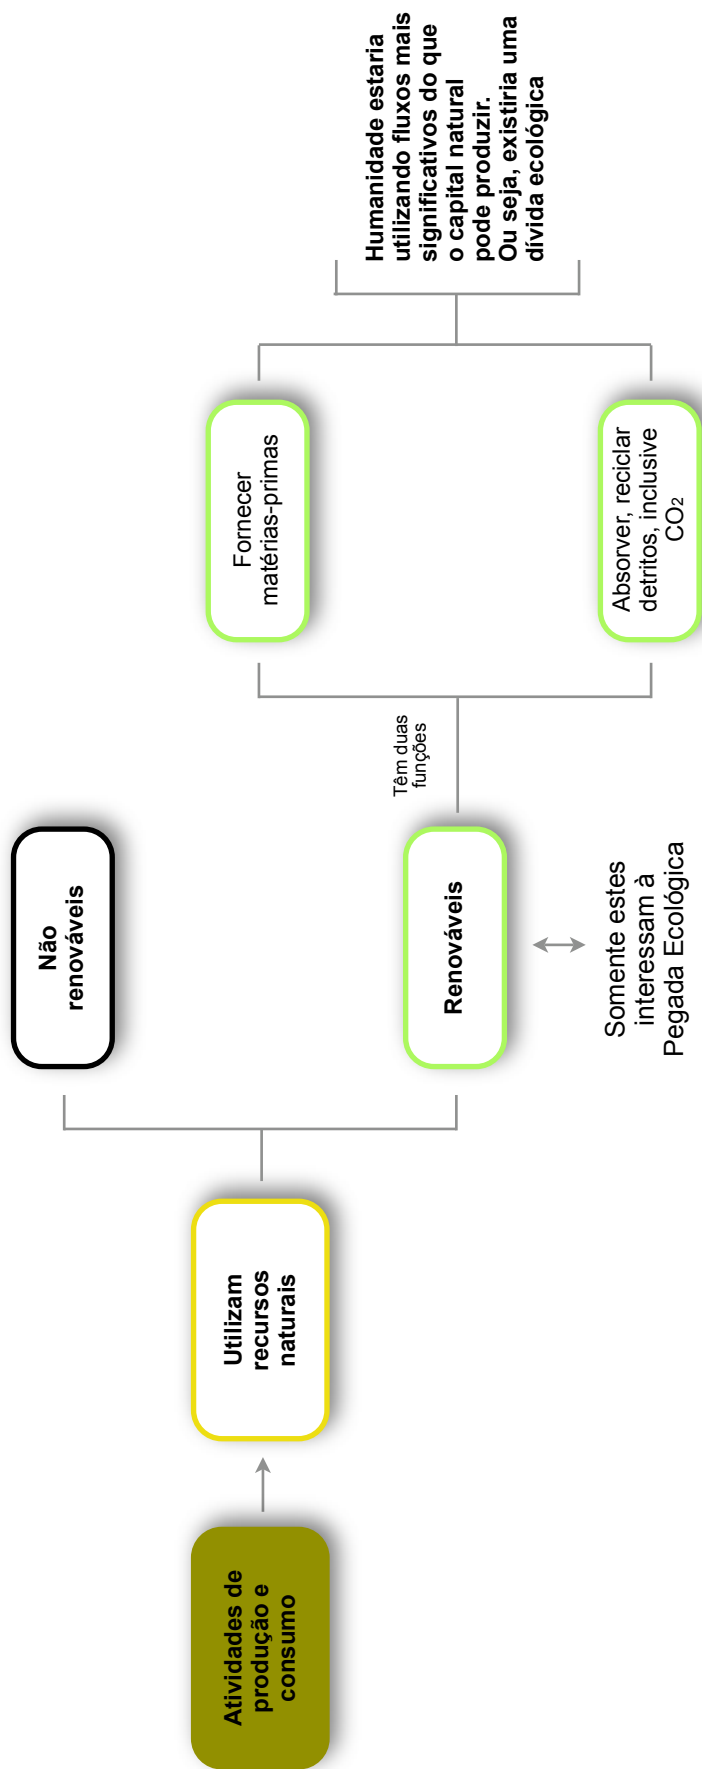 Atividades de
produção e
consumo
Utilizam
recursos
naturais
Não
renováveis
Renováveis
Somente estes
interessam à
Pegada Ecológica
Têm duas
funções
Fornecer
matérias-primas
Absorver, reciclar
detritos, inclusive
CO₂
Humanidade estaria
utilizando fluxos mais
significativos do que
o capital natural
pode produzir.
Ou seja, existiria uma
dívida ecológica